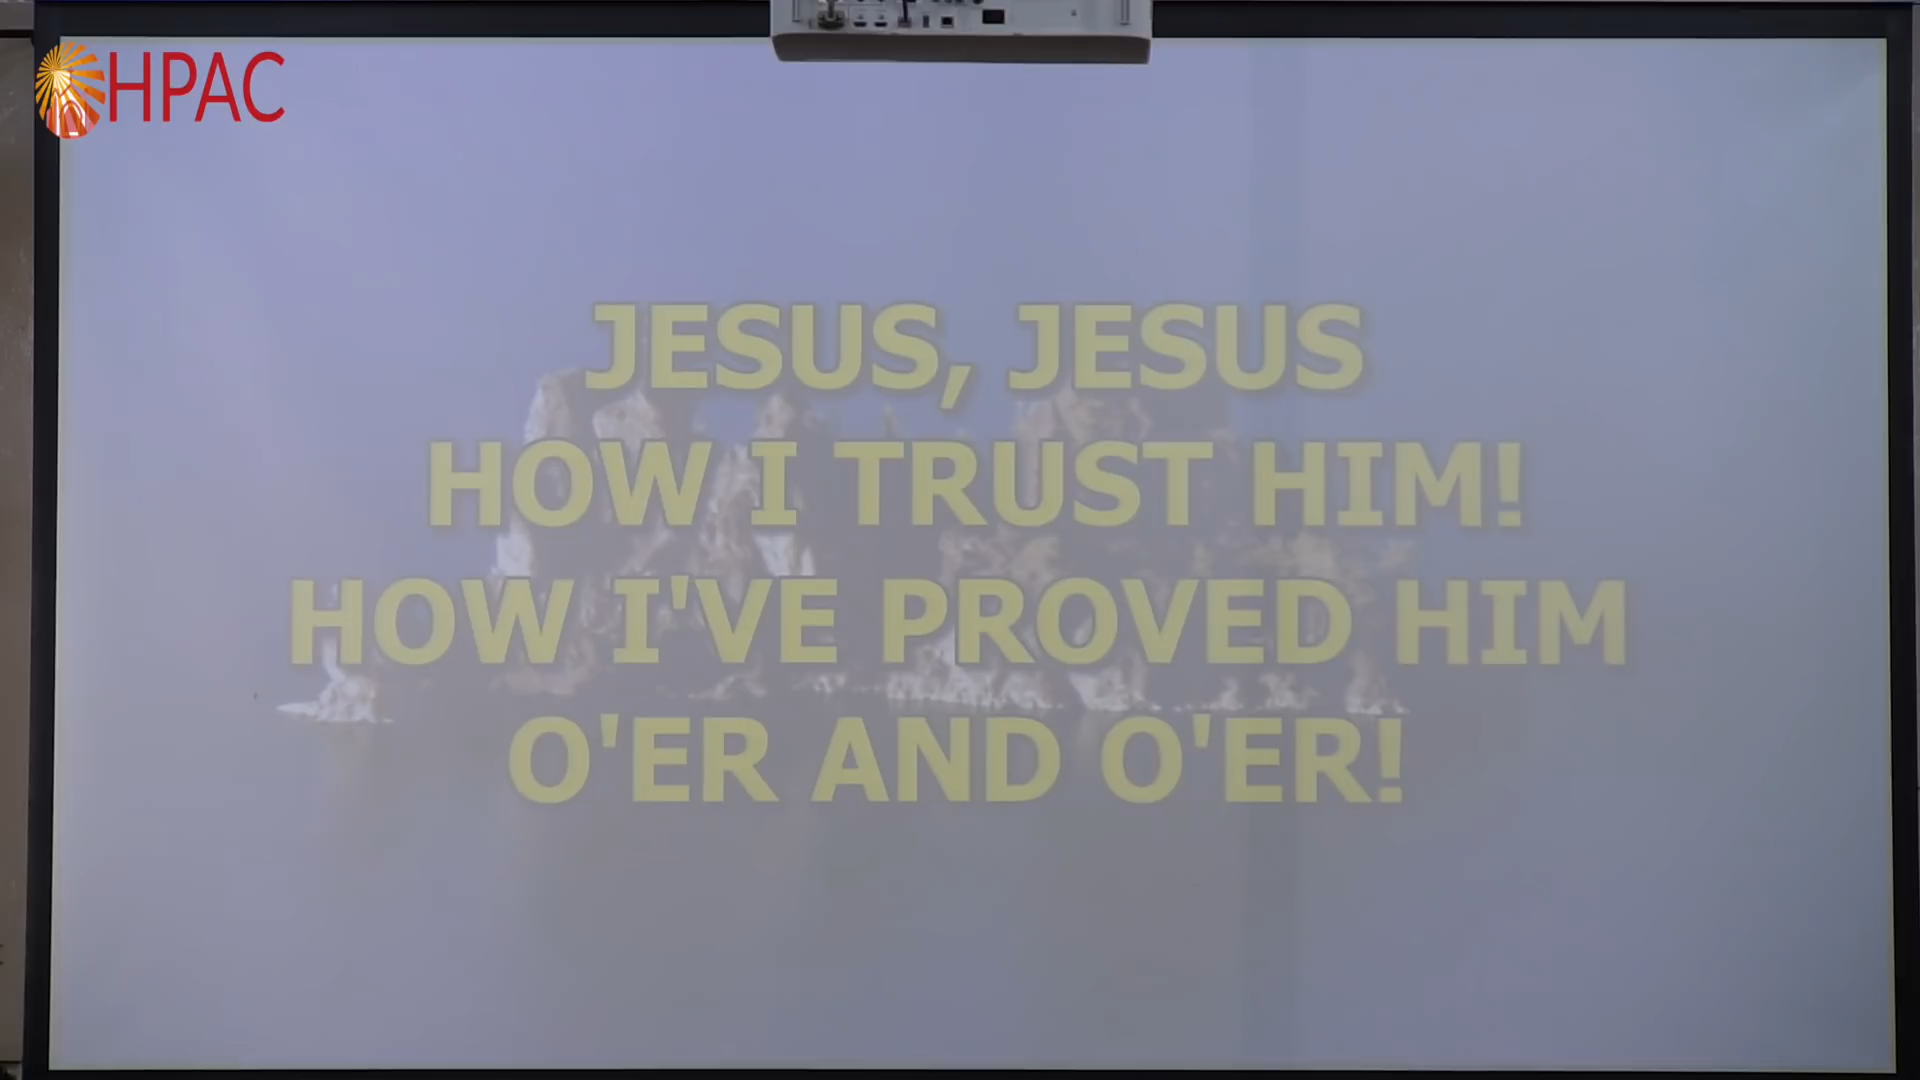 HPAC
JESUS, JESUS
HOW I TRUST HIM!
HOW I'VE PROVED HIM
O'ER AND O'ER!